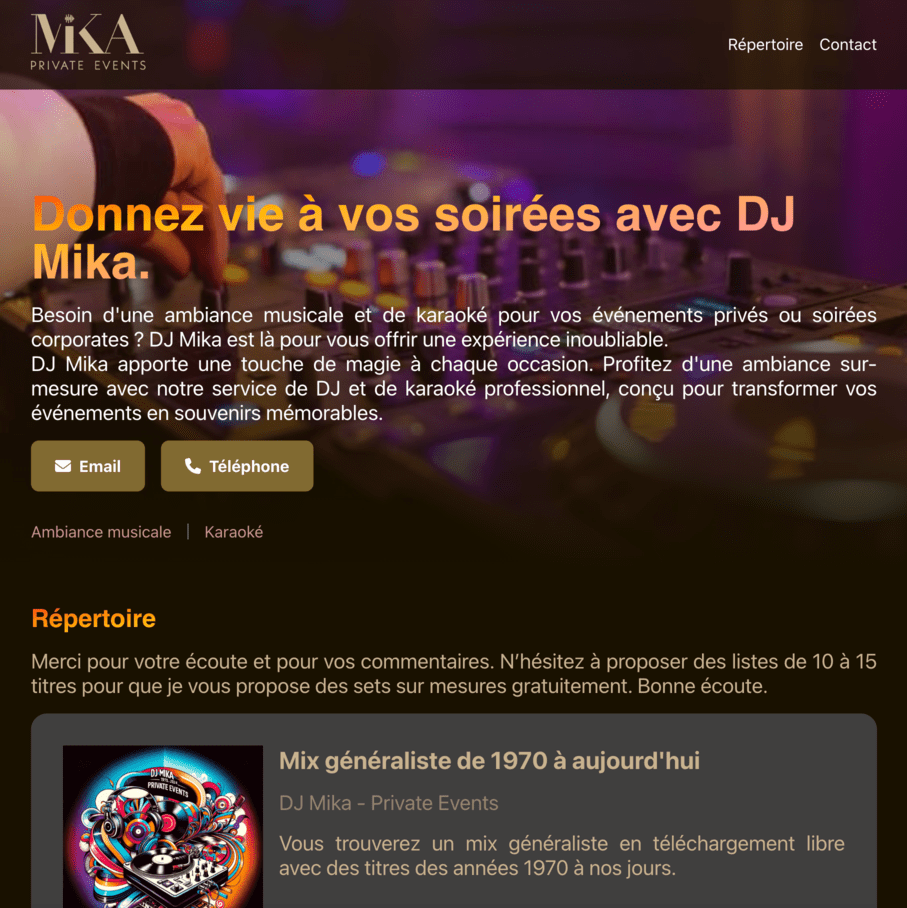 MiKA
PRIVATE EVENTS
Répertoire Contact
Donnez vie à vos soirées avec DJ
Mika.
Besoin d'une ambiance musicale et de karaoké pour vos événements privés ou soirées
corporates ? DJ Mika est là pour vous offrir une expérience inoubliable.
DJ Mika apporte une touche de magie à chaque occasion. Profitez d'une ambiance sur-
mesure avec notre service de DJ et de karaoké professionnel, conçu pour transformer vos
événements en souvenirs mémorables.
Email Téléphone
Ambiance musicale Karaoké
Répertoire
Merci pour votre écoute et pour vos commentaires. N’hésitez à proposer des listes de 10 à 15
titres pour que je vous propose des sets sur mesures gratuitement. Bonne écoute.
DJ MIKA
PRIVATE EVENTS
Mix généraliste de 1970 à aujourd'hui
DJ Mika - Private Events
Vous trouverez un mix généraliste en téléchargement libre
avec des titres des années 1970 à nos jours.